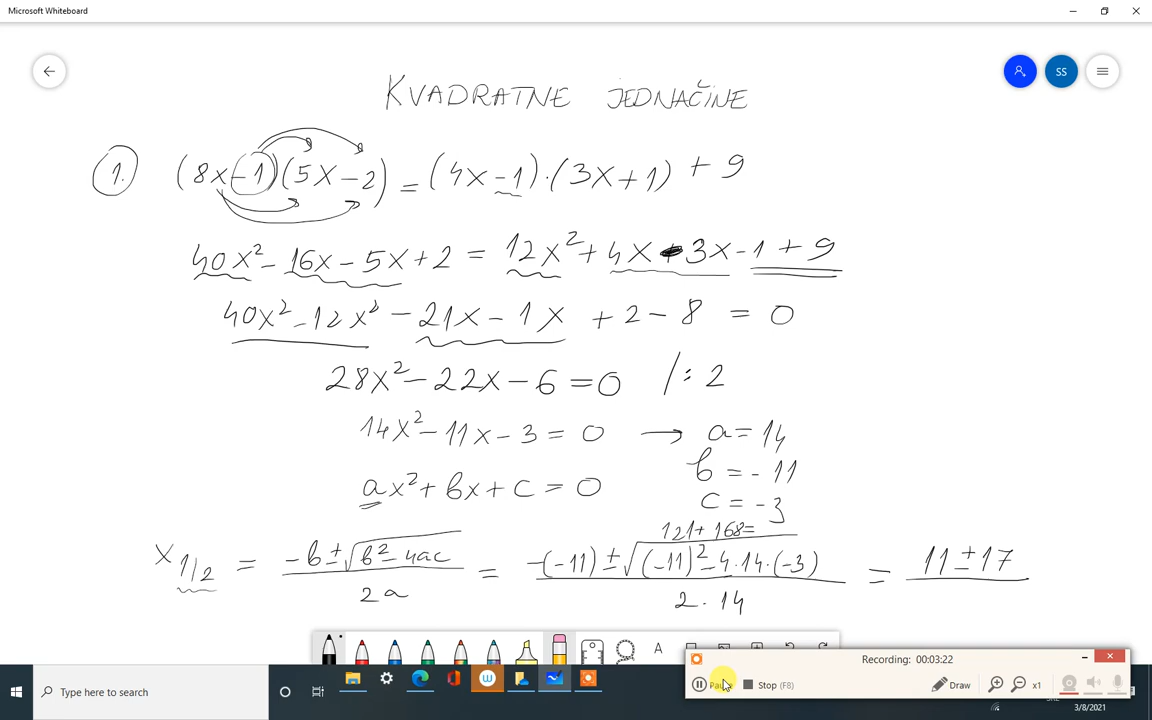 Microsoft Whiteboard
SS
KVADRATNE JEDNAČINE
1. (8x-1)(5x-2)=(4x-1)·(3x+1)+9
40x²-16x-5x+2=12x²+4x-3x-1+9
40x²-12x²-21x-1x+2-8=0
28x²-22x-6=0 /:2
14x²-11x-3=0 → a=14
b=-11
ax²+bx+c=0
c=-3
121+168=
x1/2 = -b±√b²-4ac / 2a = -(-11)±√(-11)²-4·14·(-3) / 2·14 = 11±17
A
Recording: 00:03:22
Pause Stop (F8) Draw x1
Type here to search
3/8/2021